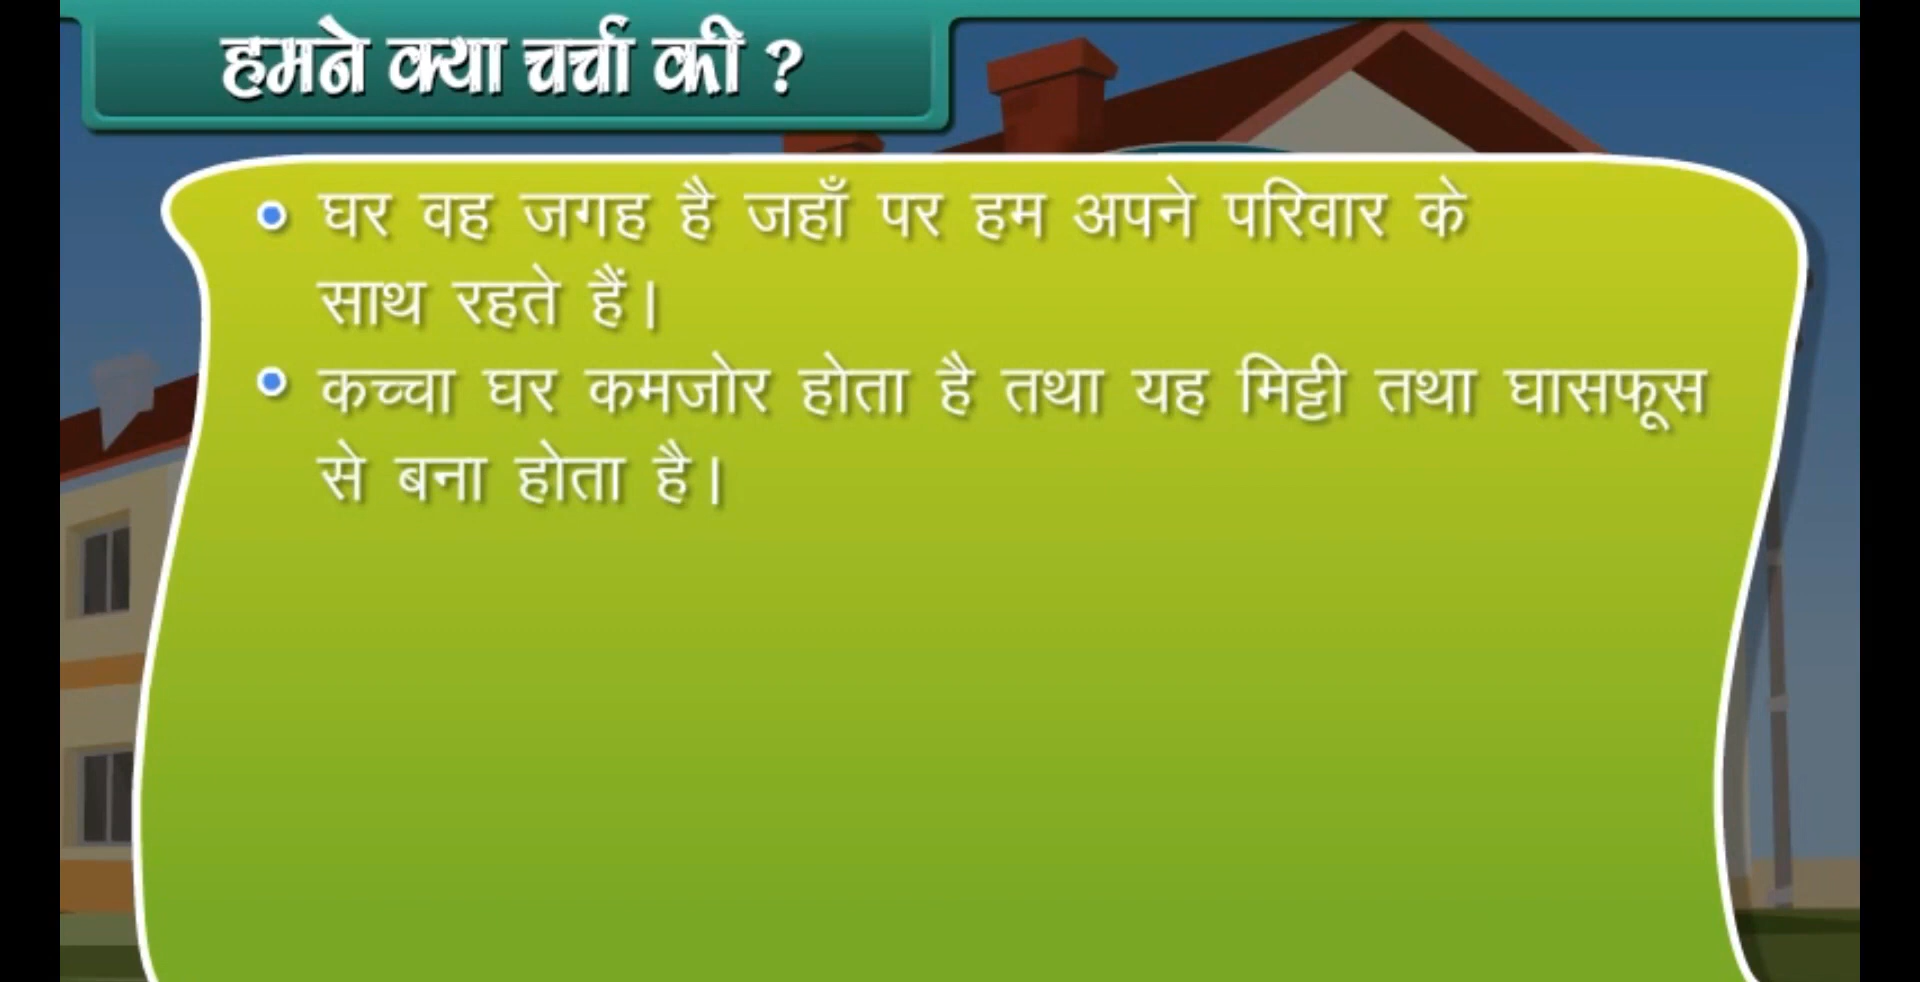 हमने क्या चर्चा की ?
घर वह जगह है जहाँ पर हम अपने परिवार के
साथ रहते हैं।
कच्चा घर कमजोर होता है तथा यह मिट्टी तथा घासफूस
से बना होता है।